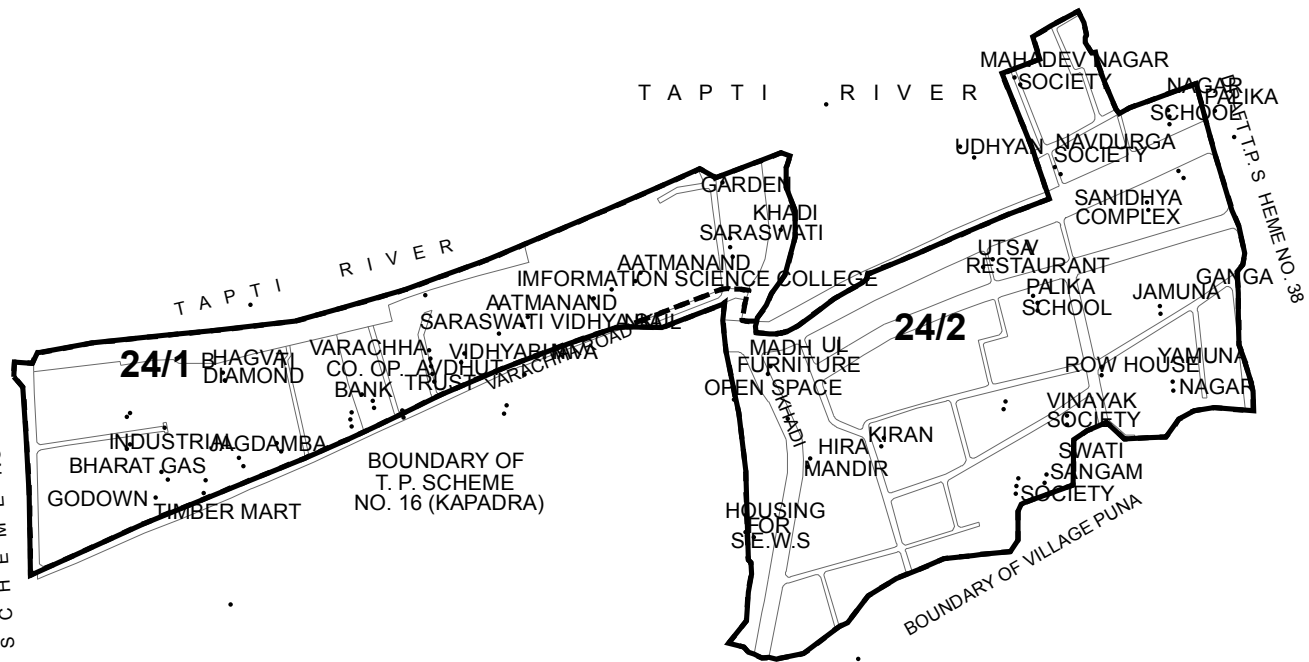 MAHADEV NAGAR
SOCIETY
NAGAR
PALIKA
SCHOOL
TAPTI RIVER
UDHYAN
NAVDURGA
SOCIETY
DRAFT T.P.S HEME NO. 38
GARDEN
SANIDHYA
COMPLEX
KHADI
SARASWATI
TAPTI RIVER
UTSAV
RESTAURANT
AATMANAND
IMFORMATION SCIENCE COLLEGE
PALIKA
SCHOOL
JAMUNA
GANGA
AATMANAND
SARASWATI VIDHYA
24/2
24/1
BHAGVATI
DIAMOND
VARACHHA
CO. OP.
BANK
AVDHUT
TRUST
VARACHHA ROAD
MADH UL
FURNITURE
OPEN SPACE
KHADI
ROW HOUSE
YAMUNA
NAGAR
VINAYAK
SOCIETY
INDUSTRIAL
JAGDAMBA
BHARAT GAS
GODOWN
TIMBER MART
BOUNDARY OF
T. P. SCHEME
NO. 16 (KAPADRA)
HIRA
MANDIR
KIRAN
SWATI
SANGAM
SOCIETY
HOUSING
FOR
S.E.W.S
BOUNDARY OF VILLAGE PUNA
SCHEME